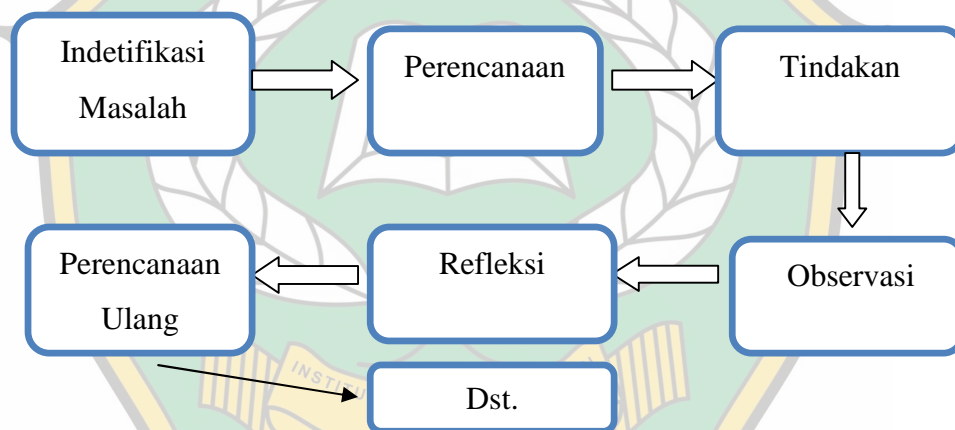 Indetifikasi
Masalah
Perencanaan
Tindakan
Observasi
Refleksi
Perencanaan
Ulang
Dst.